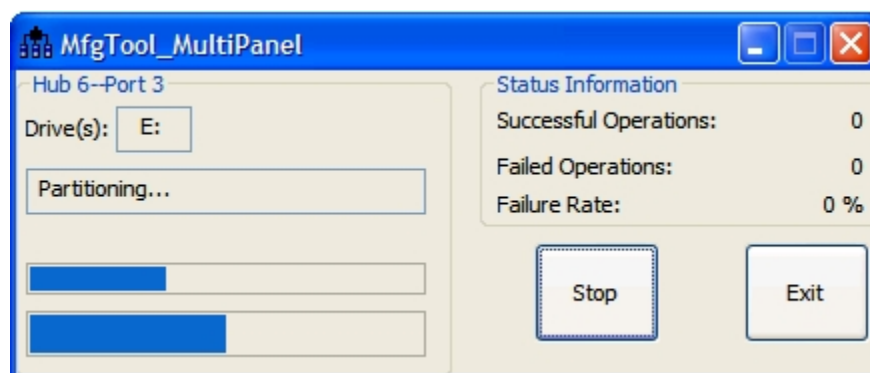 MfgTool_MultiPanel
Hub 6--Port 3
Drive(s): E:
Partitioning...
Status Information
Successful Operations: 0
Failed Operations: 0
Failure Rate: 0 %
Stop
Exit